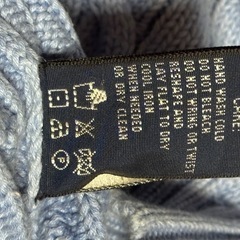 CARE
HAND WASH COLD
DO NOT BLEACH
DO NOT WRING OR TWIST
RESHAPE AND
LAY FLAT TO DRY
COOL IRON
WHEN NEEDED
OR DRY CLEAN